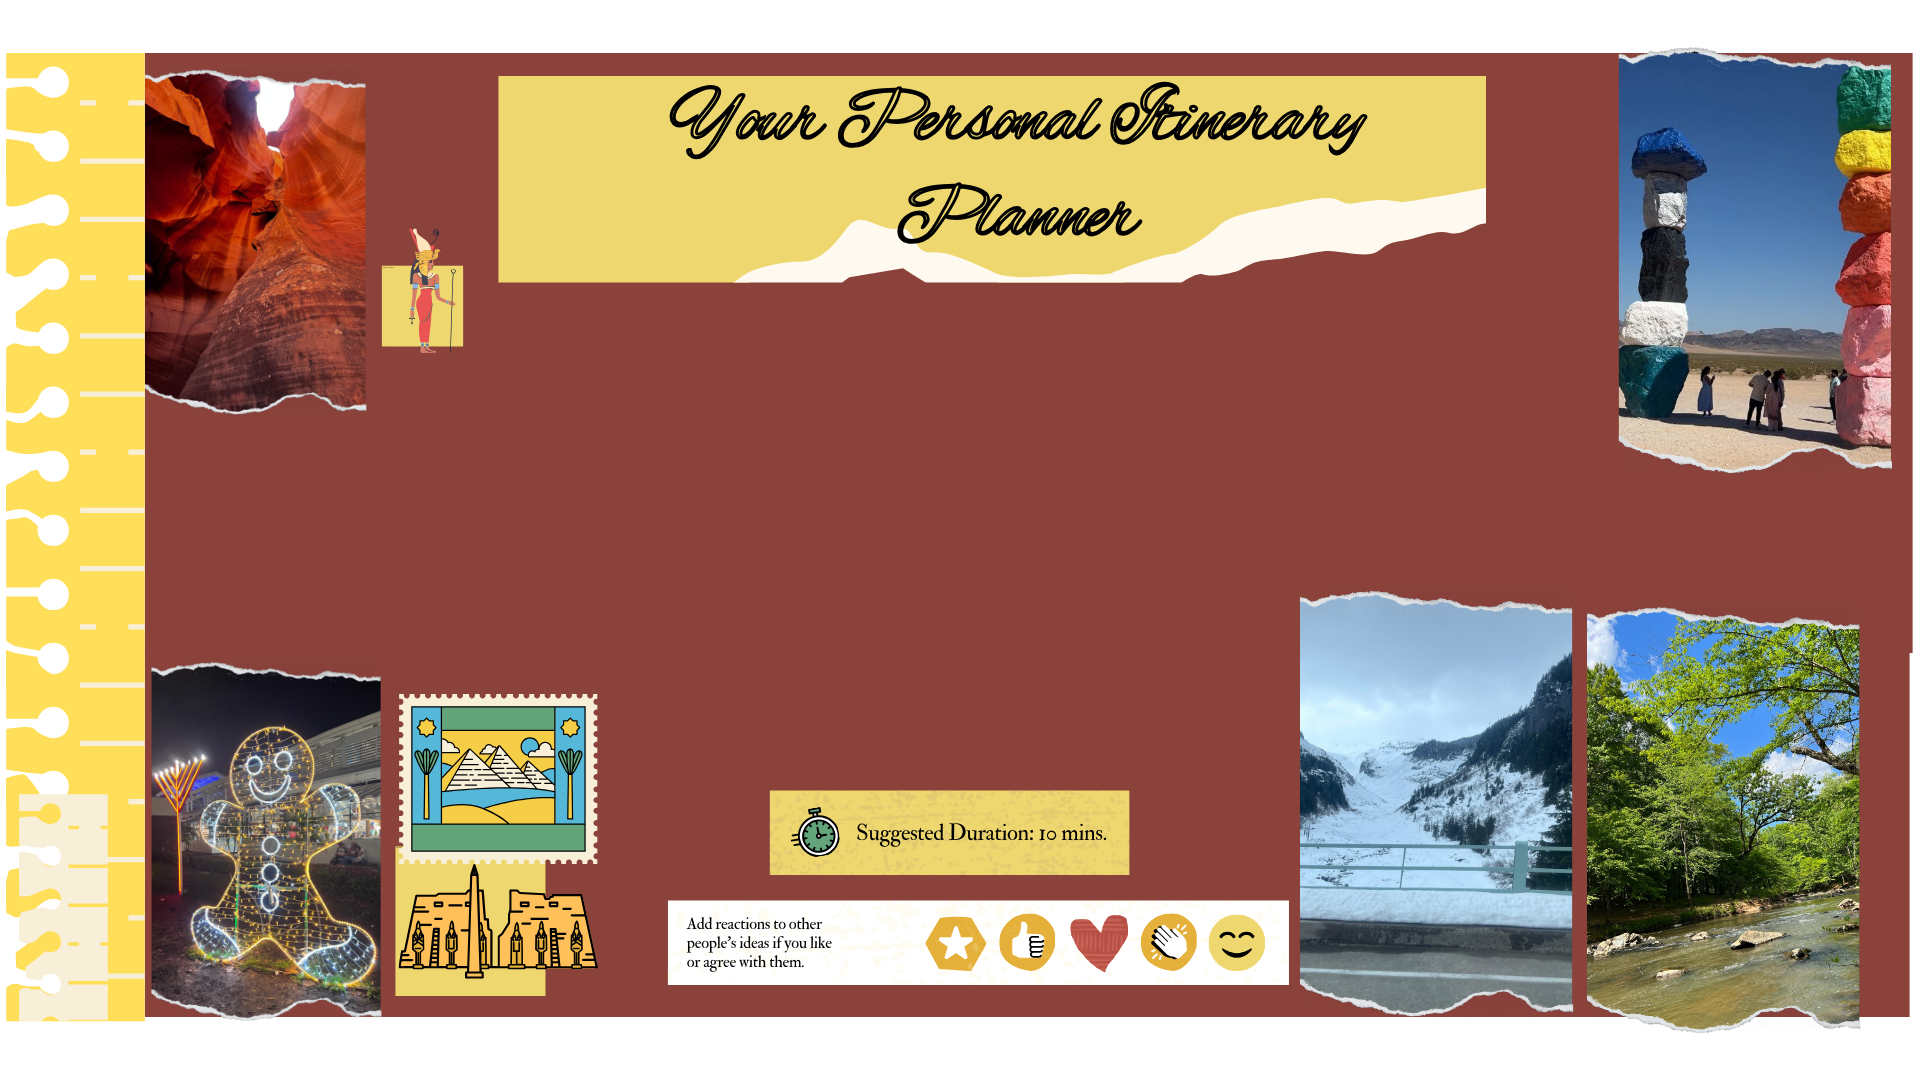 Your Personal Itinerary
Planner
Suggested Duration: 10 mins.
Add reactions to other
people's ideas if you like
or agree with them.